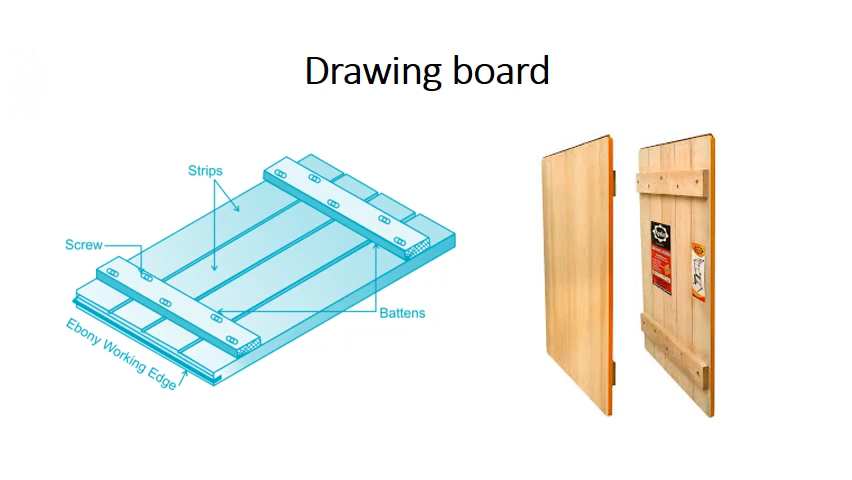 Drawing board
Strips
Screw
Battens
Ebony Working Edge